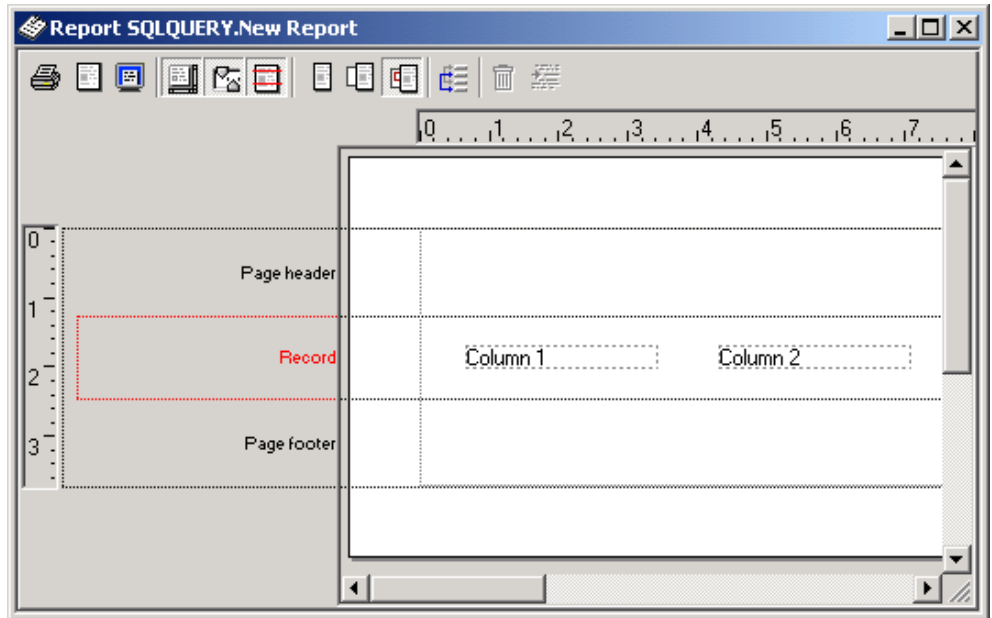 Report SQLQUERY.New Report
0 1 2 3 4 5 6 7
0
Page header
1
Record Column 1 Column 2
2
3 Page footer